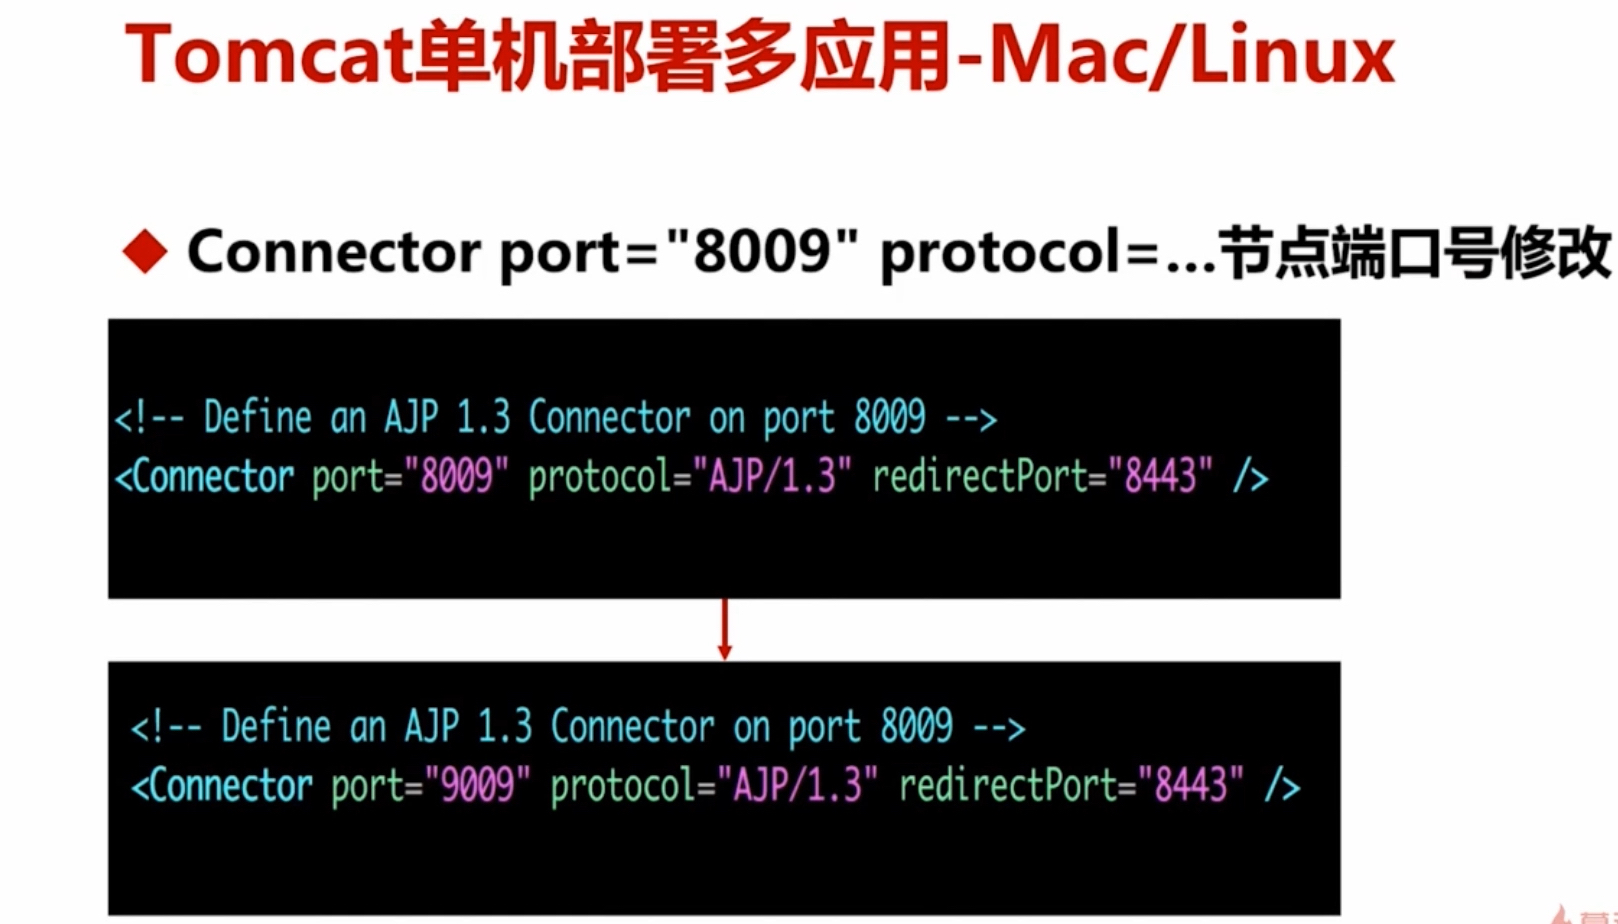 Tomcat单机部署多应用-Mac/Linux
Connector port="8009" protocol=...节点端口号修改
<!-- Define an AJP 1.3 Connector on port 8009 -->
<Connector port="8009" protocol="AJP/1.3" redirectPort="8443" />
<!-- Define an AJP 1.3 Connector on port 8009 -->
<Connector port="9009" protocol="AJP/1.3" redirectPort="8443" />